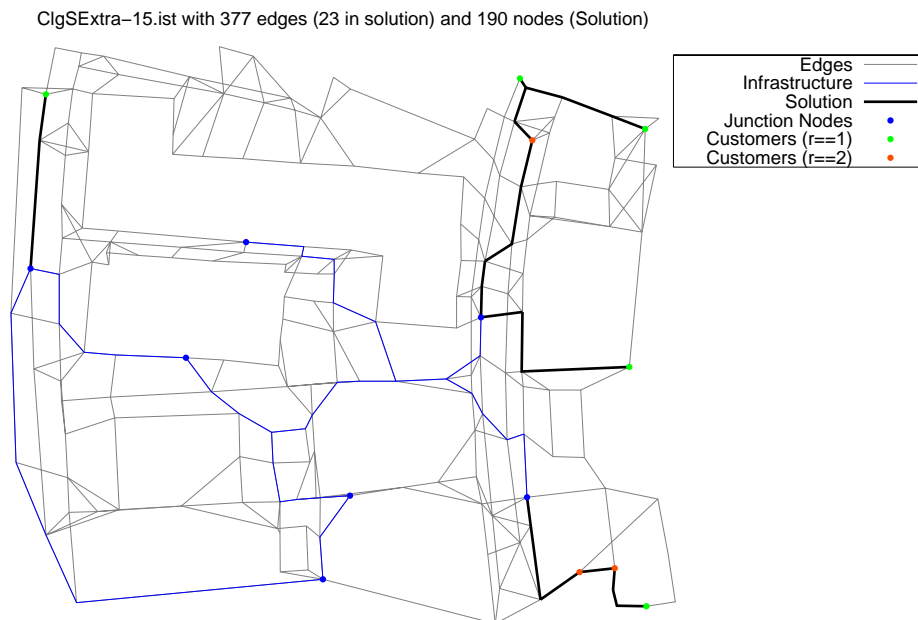 ClgSExtra-15.ist with 377 edges (23 in solution) and 190 nodes (Solution)
Edges
Infrastructure
Solution
Junction Nodes
Customers (r==1)
Customers (r==2)